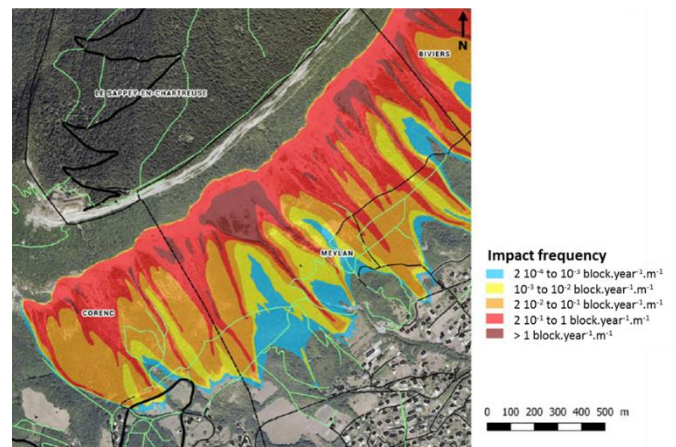 N
BIVIERS
LE SAPPEY-EN-CHARTREUSE
MEYLAN
CORENC
Impact frequency
2 10⁻⁴ to 10⁻³ block.year⁻¹.m⁻¹
10⁻³ to 10⁻² block.year⁻¹.m⁻¹
2 10⁻² to 10⁻¹ block.year⁻¹.m⁻¹
2 10⁻¹ to 1 block.year⁻¹.m⁻¹
> 1 block.year⁻¹.m⁻¹
0 100 200 300 400 500 m